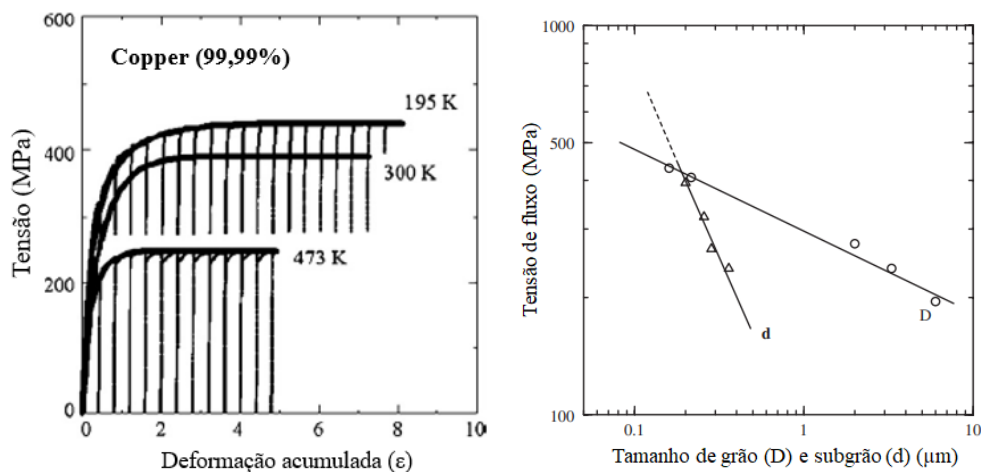 600
400
200
0
Tensão (MPa)
Copper (99,99%)
195 K
300 K
473 K
0
2
4
6
8
10
Deformação acumulada (ε)
1000
500
100
Tensão de fluxo (MPa)
d
D
0.1
1
10
Tamanho de grão (D) e subgrão (d) (μm)